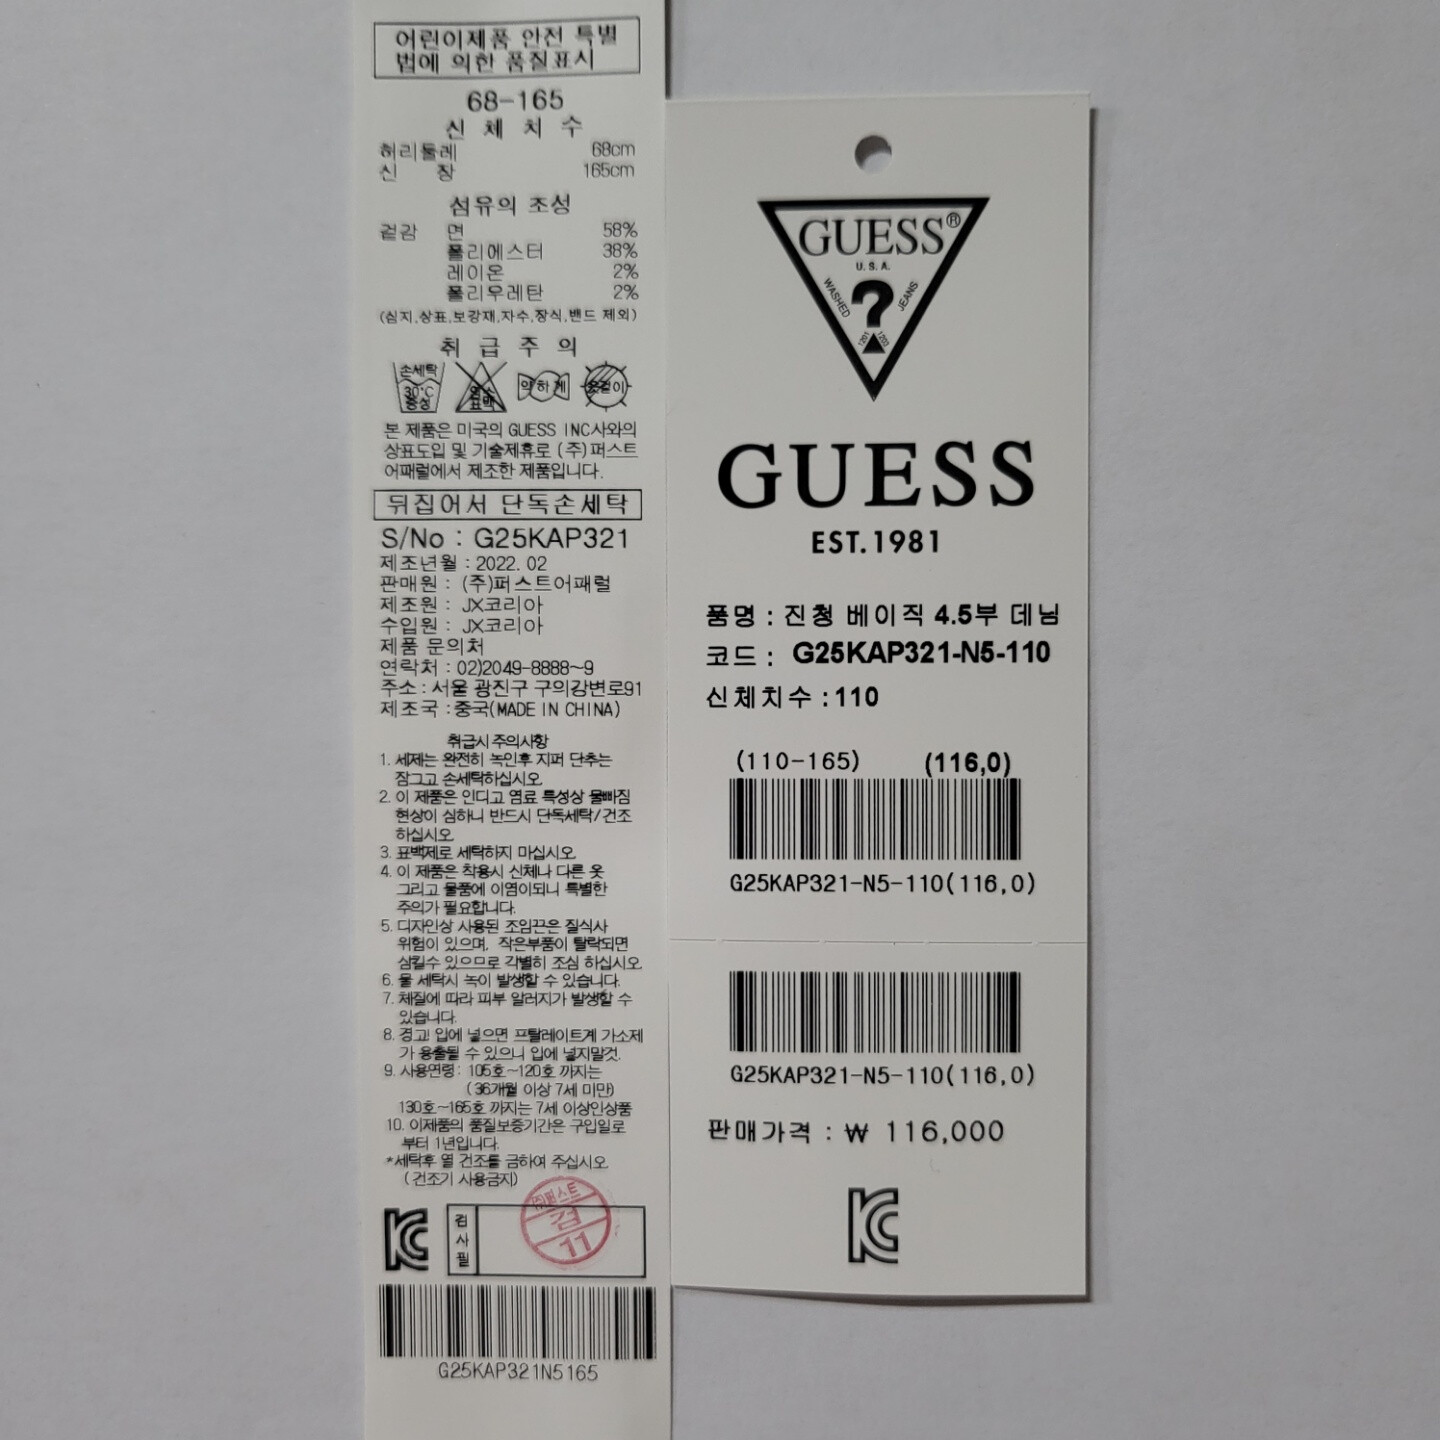 어린이제품 안전 특별
법에 의한 품질표시
68-165
신 체 치 수
허리둘레 68cm
신 장 165cm
섬유의 조성
겉감 면 58%
폴리에스터 38%
레이온 2%
폴리우레탄 2%
(심지,상표,보강재,자수,장식,밴드 제외)
취 급 주 의
손세탁 30°C 중성
염소 표백
약하게
옷걸이
본 제품은 미국의 GUESS INC사와의
상표도입 및 기술제휴로 (주)퍼스트
어패럴에서 제조한 제품입니다.
뒤집어서 단독손세탁
S/No : G25KAP321
제조년월 : 2022. 02
판매원 : (주)퍼스트어패럴
제조원 : JX코리아
수입원 : JX코리아
제품 문의처
연락처 : 02)2049-8888~9
주소 : 서울 광진구 구의강변로91
제조국 :중국(MADE IN CHINA)
취급시 주의사항
1. 세제는 완전히 녹인후 지퍼 단추는
잠그고 손세탁하십시오.
2. 이 제품은 인디고 염료 특성상 물빠짐
현상이 심하니 반드시 단독세탁/건조
하십시오.
3. 표백제로 세탁하지 마십시오.
4. 이 제품은 착용시 신체나 다른 옷
그리고 물품에 이염이되니 특별한
주의가 필요합니다.
5. 디자인상 사용된 조임끈은 질식사
위험이 있으며, 작은부품이 탈락되면
삼킬수 있으므로 각별히 조심 하십시오.
6. 물 세탁시 녹이 발생할 수 있습니다.
7. 체질에 따라 피부 알러지가 발생할 수
있습니다.
8. 경고! 입에 넣으면 프탈레이트계 가소제
가 용출될 수 있으니 입에 넣지말것.
9. 사용연령: 105호~120호 까지는
(36개월 이상 7세 미만)
130호~165호 까지는 7세 이상인상품
10. 이제품의 품질보증기간은 구입일로
부터 1년입니다.
*세탁후 열 건조를 금하여 주십시오.
(건조기 사용금지)
검사필
(주)퍼스트
검
11
G25KAP321N5165
GUESS®
U.S.A.
WASHED
?
JEANS
1201 1202
GUESS
EST.1981
품명 : 진청 베이직 4.5부 데님
코드 : G25KAP321-N5-110
신체치수 : 110
(110-165) (116,0)
G25KAP321-N5-110(116,0)
G25KAP321-N5-110(116,0)
판매가격 : ₩ 116,000